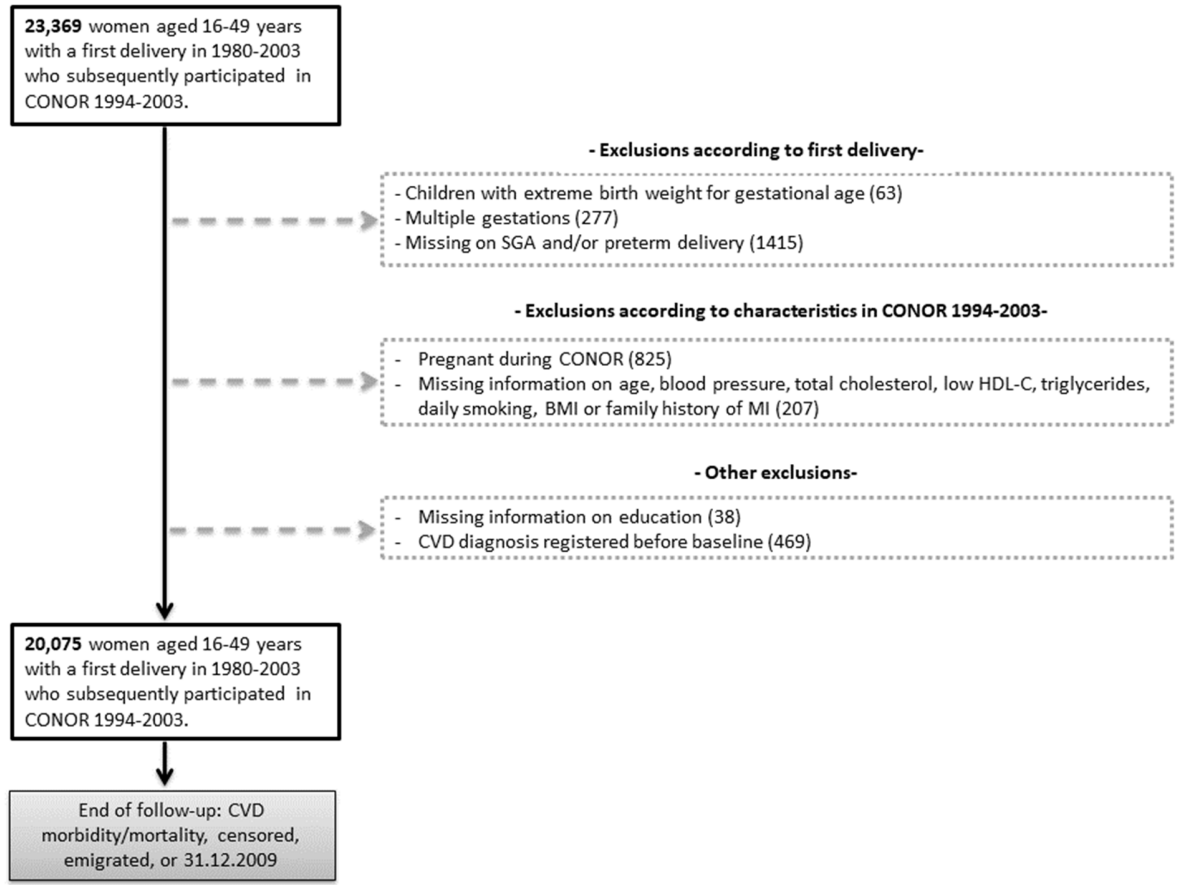 23,369 women aged 16-49 years
with a first delivery in 1980-2003
who subsequently participated in
CONOR 1994-2003.
- Exclusions according to first delivery-
- Children with extreme birth weight for gestational age (63)
- Multiple gestations (277)
- Missing on SGA and/or preterm delivery (1415)
- Exclusions according to characteristics in CONOR 1994-2003-
- Pregnant during CONOR (825)
- Missing information on age, blood pressure, total cholesterol, low HDL-C, triglycerides,
daily smoking, BMI or family history of MI (207)
- Other exclusions-
- Missing information on education (38)
- CVD diagnosis registered before baseline (469)
20,075 women aged 16-49 years
with a first delivery in 1980-2003
who subsequently participated in
CONOR 1994-2003.
End of follow-up: CVD
morbidity/mortality, censored,
emigrated, or 31.12.2009